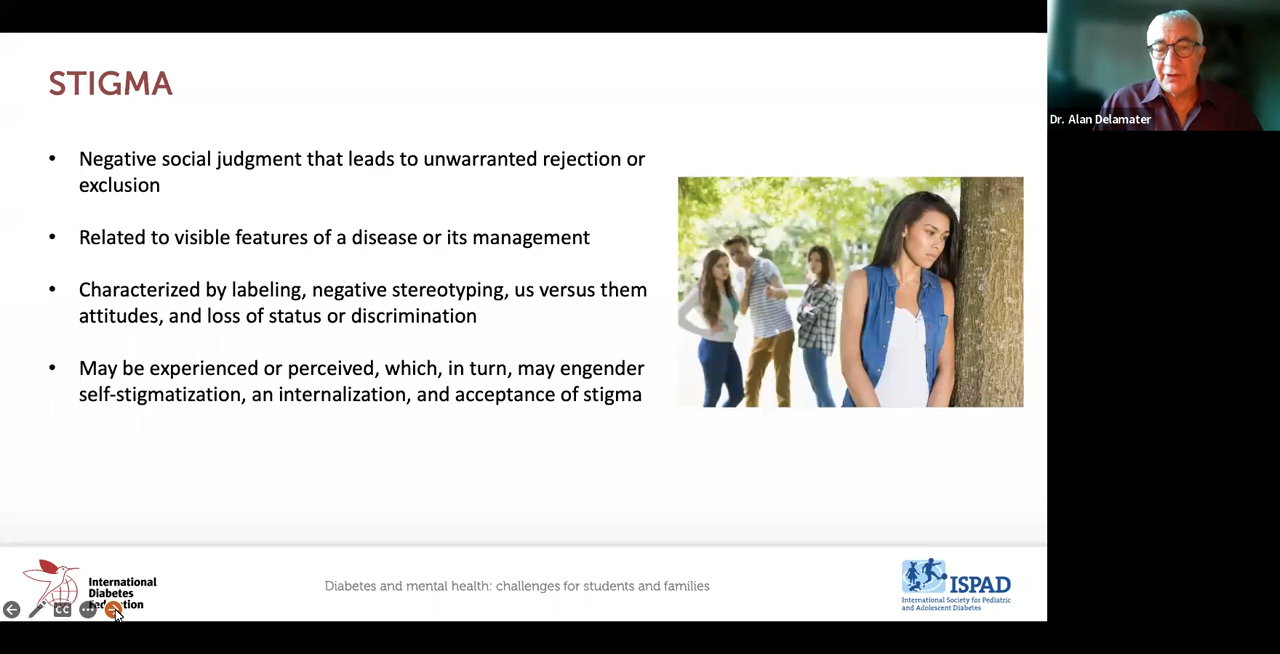 STIGMA
• Negative social judgment that leads to unwarranted rejection or
exclusion
• Related to visible features of a disease or its management
• Characterized by labeling, negative stereotyping, us versus them
attitudes, and loss of status or discrimination
• May be experienced or perceived, which, in turn, may engender
self-stigmatization, an internalization, and acceptance of stigma
Dr. Alan Delamater
International
Diabetes
CC
Diabetes and mental health: challenges for students and families
ISPAD
International Society for Pediatric
and Adolescent Diabetes